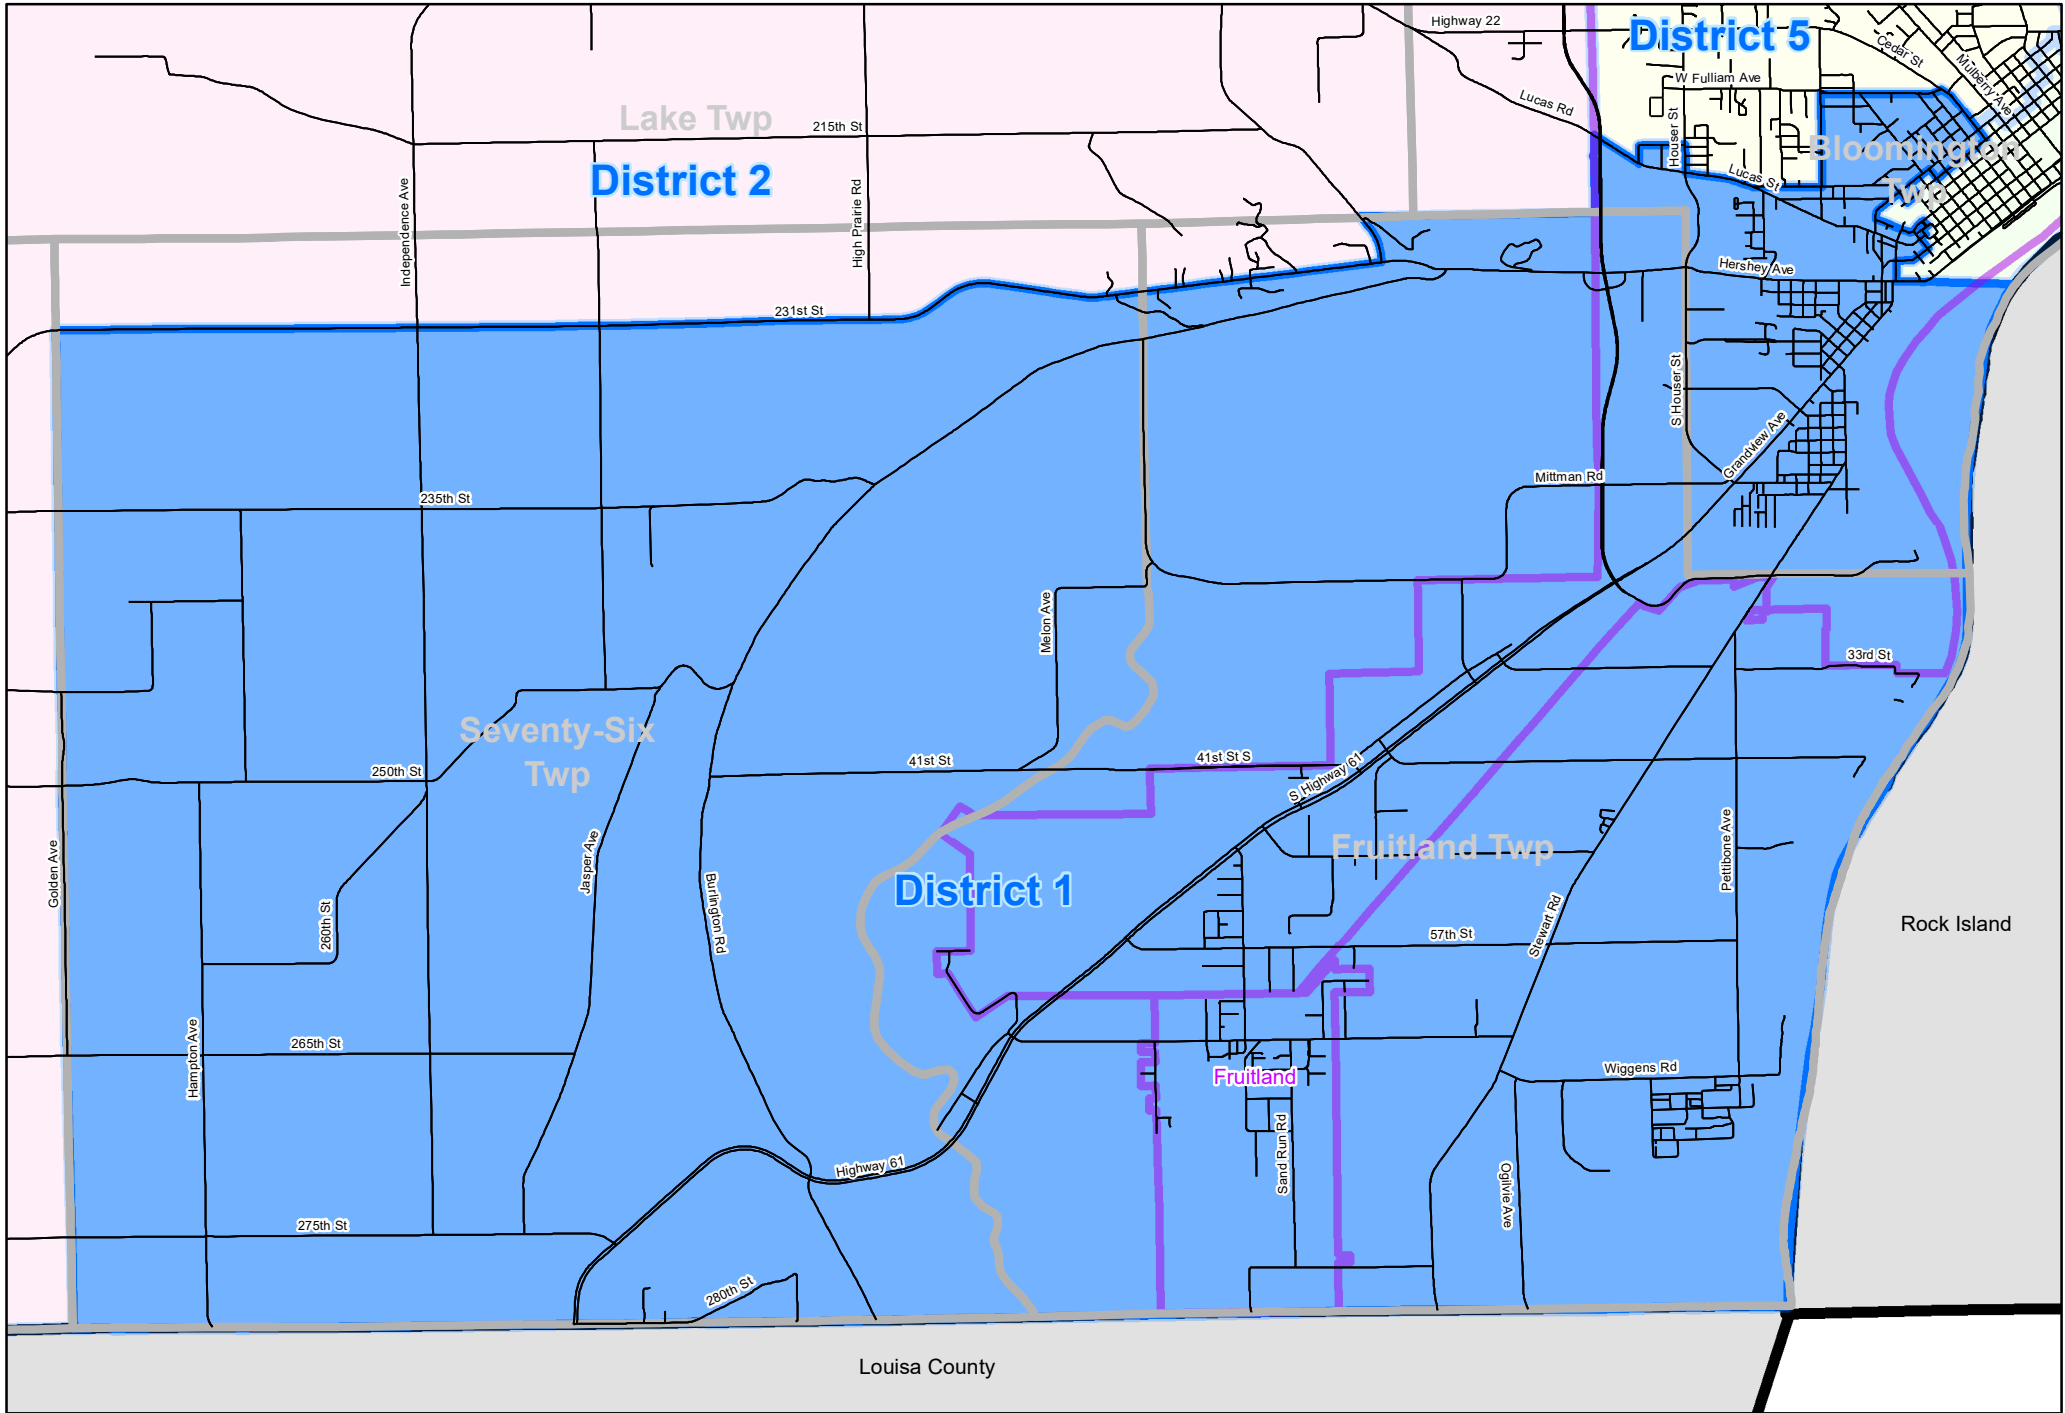 Highway 22
District 5
Cedar St
Mulberry Ave
W Fulliam Ave
Lucas Rd
Houser St
Lake Twp
215th St
Bloomington
Twp
District 2
Lucas St
Independence Ave
High Prairie Rd
Hershey Ave
231st St
S Houser St
Grandview Ave
Mittman Rd
235th St
Melon Ave
33rd St
Seventy-Six
Twp
41st St
41st St S
250th St
S Highway 61
Fruitland Twp
Pettibone Ave
Golden Ave
Jasper Ave
District 1
Burlington Rd
260th St
Stewart Rd
57th St
Rock Island
265th St
Hampton Ave
Wiggens Rd
Fruitland
Sand Run Rd
Highway 61
Ogilvie Ave
275th St
280th St
Louisa County